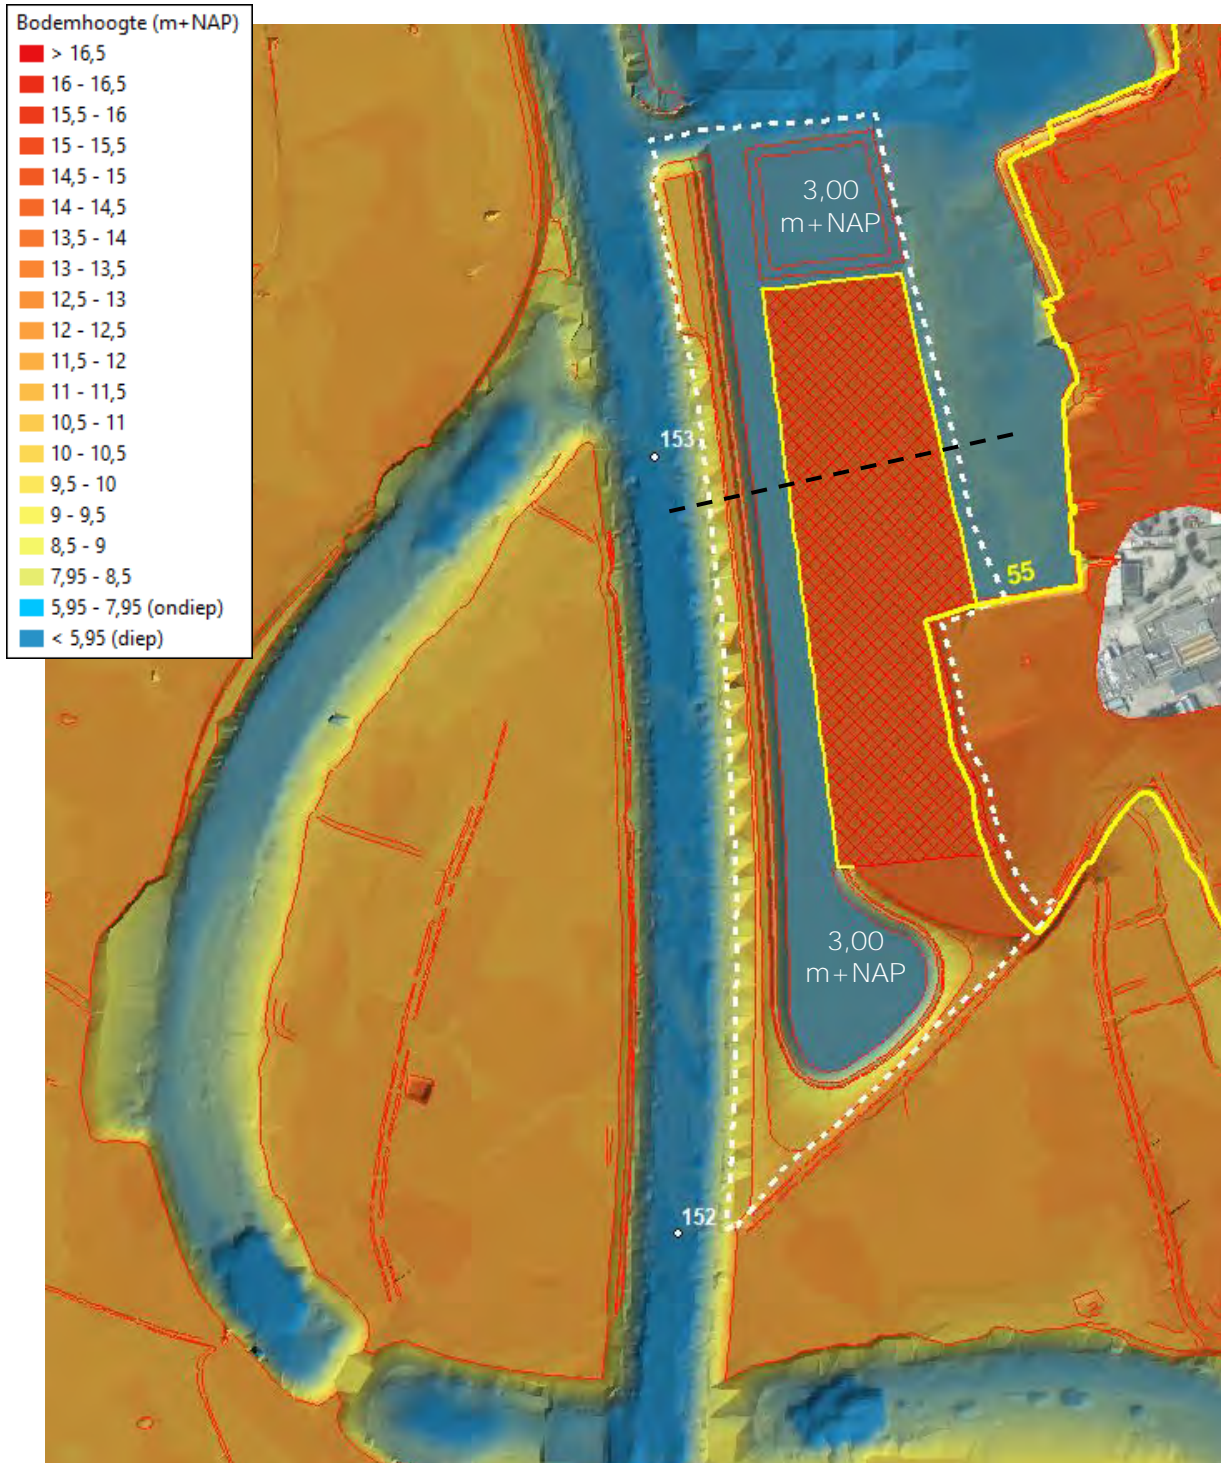 Bodemhoogte (m+NAP)
> 16,5
16 - 16,5
15,5 - 16
15 - 15,5
14,5 - 15
14 - 14,5
13,5 - 14
13 - 13,5
12,5 - 13
12 - 12,5
11,5 - 12
11 - 11,5
10,5 - 11
10 - 10,5
9,5 - 10
9 - 9,5
8,5 - 9
7,95 - 8,5
5,95 - 7,95 (ondiep)
< 5,95 (diep)
3,00
m+NAP
153
55
3,00
m+NAP
152